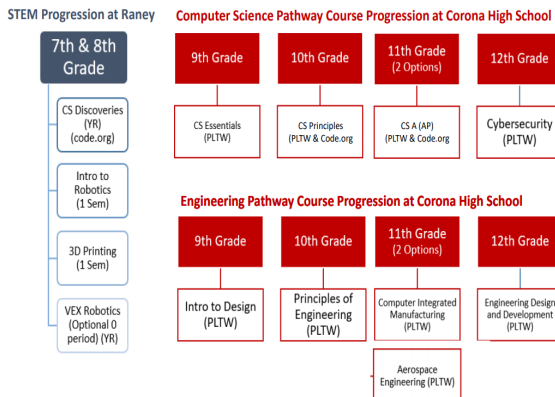 STEM Progression at Raney
7th & 8th
Grade
CS Discoveries
(YR)
(code.org)
Intro to
Robotics
(1 Sem)
3D Printing
(1 Sem)
VEX Robotics
(Optional 0
period) (YR)
Computer Science Pathway Course Progression at Corona High School
9th Grade
10th Grade
11th Grade
(2 Options)
12th Grade
CS Essentials
(PLTW)
CS Principles
(PLTW & Code.org)
CS A (AP)
(PLTW & Code.org
Cybersecurity
(PLTW)
Engineering Pathway Course Progression at Corona High School
9th Grade
10th Grade
11th Grade
(2 Options)
12th Grade
Intro to Design
(PLTW)
Principles of
Engineering
(PLTW)
Computer Integrated
Manufacturing
(PLTW)
Engineering Design
and Development
(PLTW)
Aerospace
Engineering (PLTW)